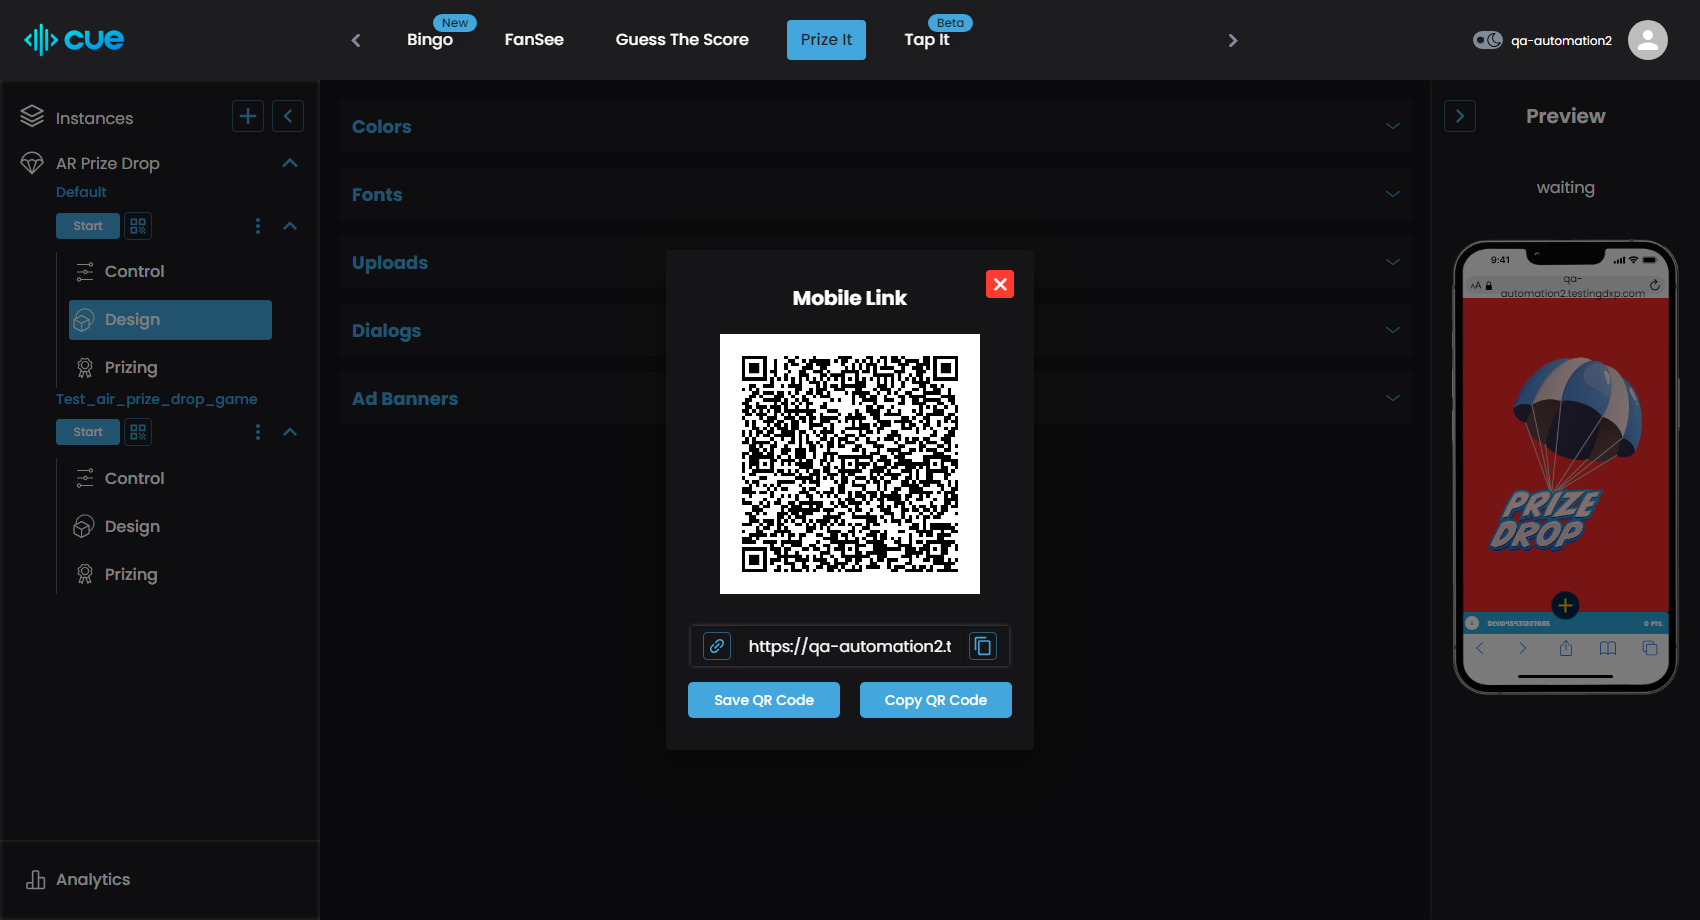 cue
Bingo
New
FanSee
Guess The Score
Prize It
Tap It
Beta
qa-automation2
Instances
AR Prize Drop
Default
Start
Control
Design
Prizing
Test_air_prize_drop_game
Start
Control
Design
Prizing
Analytics
Colors
Fonts
Uploads
Dialogs
Ad Banners
Mobile Link
https://qa-automation2.t
Save QR Code
Copy QR Code
Preview
waiting
9:41
AA
qa-
automation2.testingdxp.com
PRIZE
DROP
0 PTS.